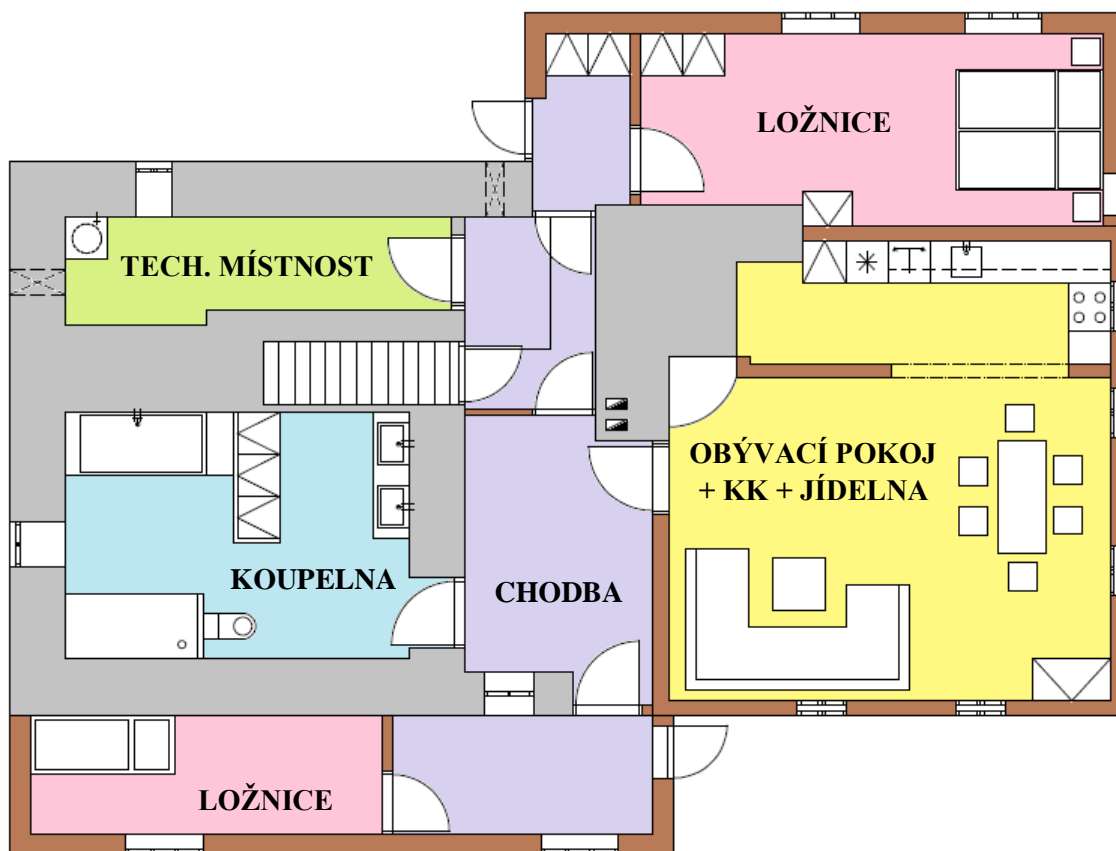 LOŽNICE
TECH. MÍSTNOST
OBÝVACÍ POKOJ
+ KK + JÍDELNA
KOUPELNA
CHODBA
LOŽNICE